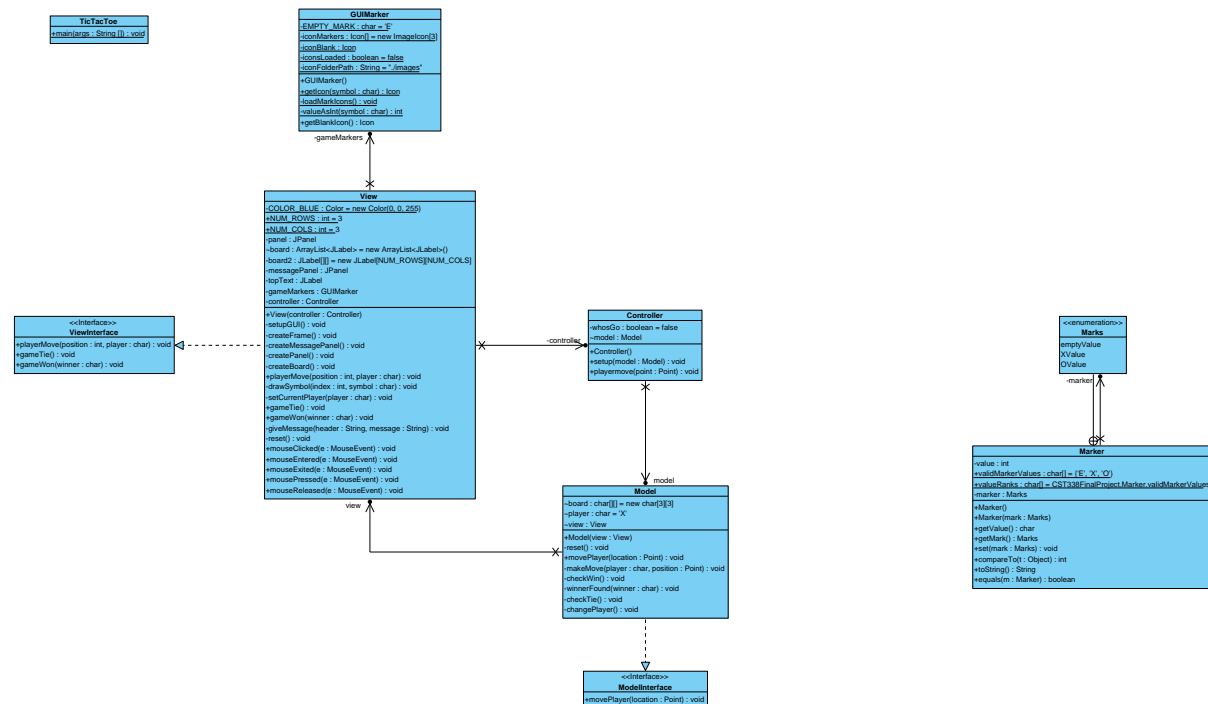 TicTacToe
+main(args : String []) : void
GUIMarker
-EMPTY_MARK : char = 'E'
-iconMarkers : Icon[] = new ImageIcon[3]
-iconBlank : Icon
-iconsLoaded : boolean = false
-iconFolderPath : String = "./images"
+GUIMarker()
+getIcon(symbol : char) : Icon
-loadMarkIcons() : void
-valueAsInt(symbol : char) : int
+getBlankIcon() : Icon
-gameMarkers
View
-COLOR_BLUE : Color = new Color(0, 0, 255)
+NUM_ROWS : int = 3
+NUM_COLS : int = 3
-panel : JPanel
~board : ArrayList<JLabel> = new ArrayList<JLabel>()
-board2 : JLabel[][] = new JLabel[NUM_ROWS][NUM_COLS]
-messagePanel : JPanel
-topText : JLabel
-gameMarkers : GUIMarker
-controller : Controller
+View(controller : Controller)
-setupGUI() : void
-createFrame() : void
-createMessagePanel() : void
-createPanel() : void
-createBoard() : void
+playerMove(position : int, player : char) : void
-drawSymbol(index : int, symbol : char) : void
-setCurrentPlayer(player : char) : void
+gameTie() : void
+gameWon(winner : char) : void
-giveMessage(header : String, message : String) : void
-reset() : void
+mouseClicked(e : MouseEvent) : void
+mouseEntered(e : MouseEvent) : void
+mouseExited(e : MouseEvent) : void
+mousePressed(e : MouseEvent) : void
+mouseReleased(e : MouseEvent) : void
view
<<Interface>>
ViewInterface
+playerMove(position : int, player : char) : void
+gameTie() : void
+gameWon(winner : char) : void
-controller
Controller
-whosGo : boolean = false
~model : Model
+Controller()
+setup(model : Model) : void
+playermove(point : Point) : void
model
Model
~board : char[][] = new char[3][3]
~player : char = 'X'
~view : View
+Model(view : View)
-reset() : void
+movePlayer(location : Point) : void
-makeMove(player : char, position : Point) : void
-checkWin() : void
-winnerFound(winner : char) : void
-checkTie() : void
-changePlayer() : void
<<Interface>>
ModelInterface
+movePlayer(location : Point) : void
<<enumeration>>
Marks
emptyValue
XValue
OValue
-marker
Marker
-value : int
+validMarkerValues : char[] = {'E', 'X', 'O'}
+valueRanks : char[] = CST338FinalProject.Marker.validMarkerValues
-marker : Marks
+Marker()
+Marker(mark : Marks)
+getValue() : char
+getMark() : Marks
+set(mark : Marks) : void
+compareTo(t : Object) : int
+toString() : String
+equals(m : Marker) : boolean